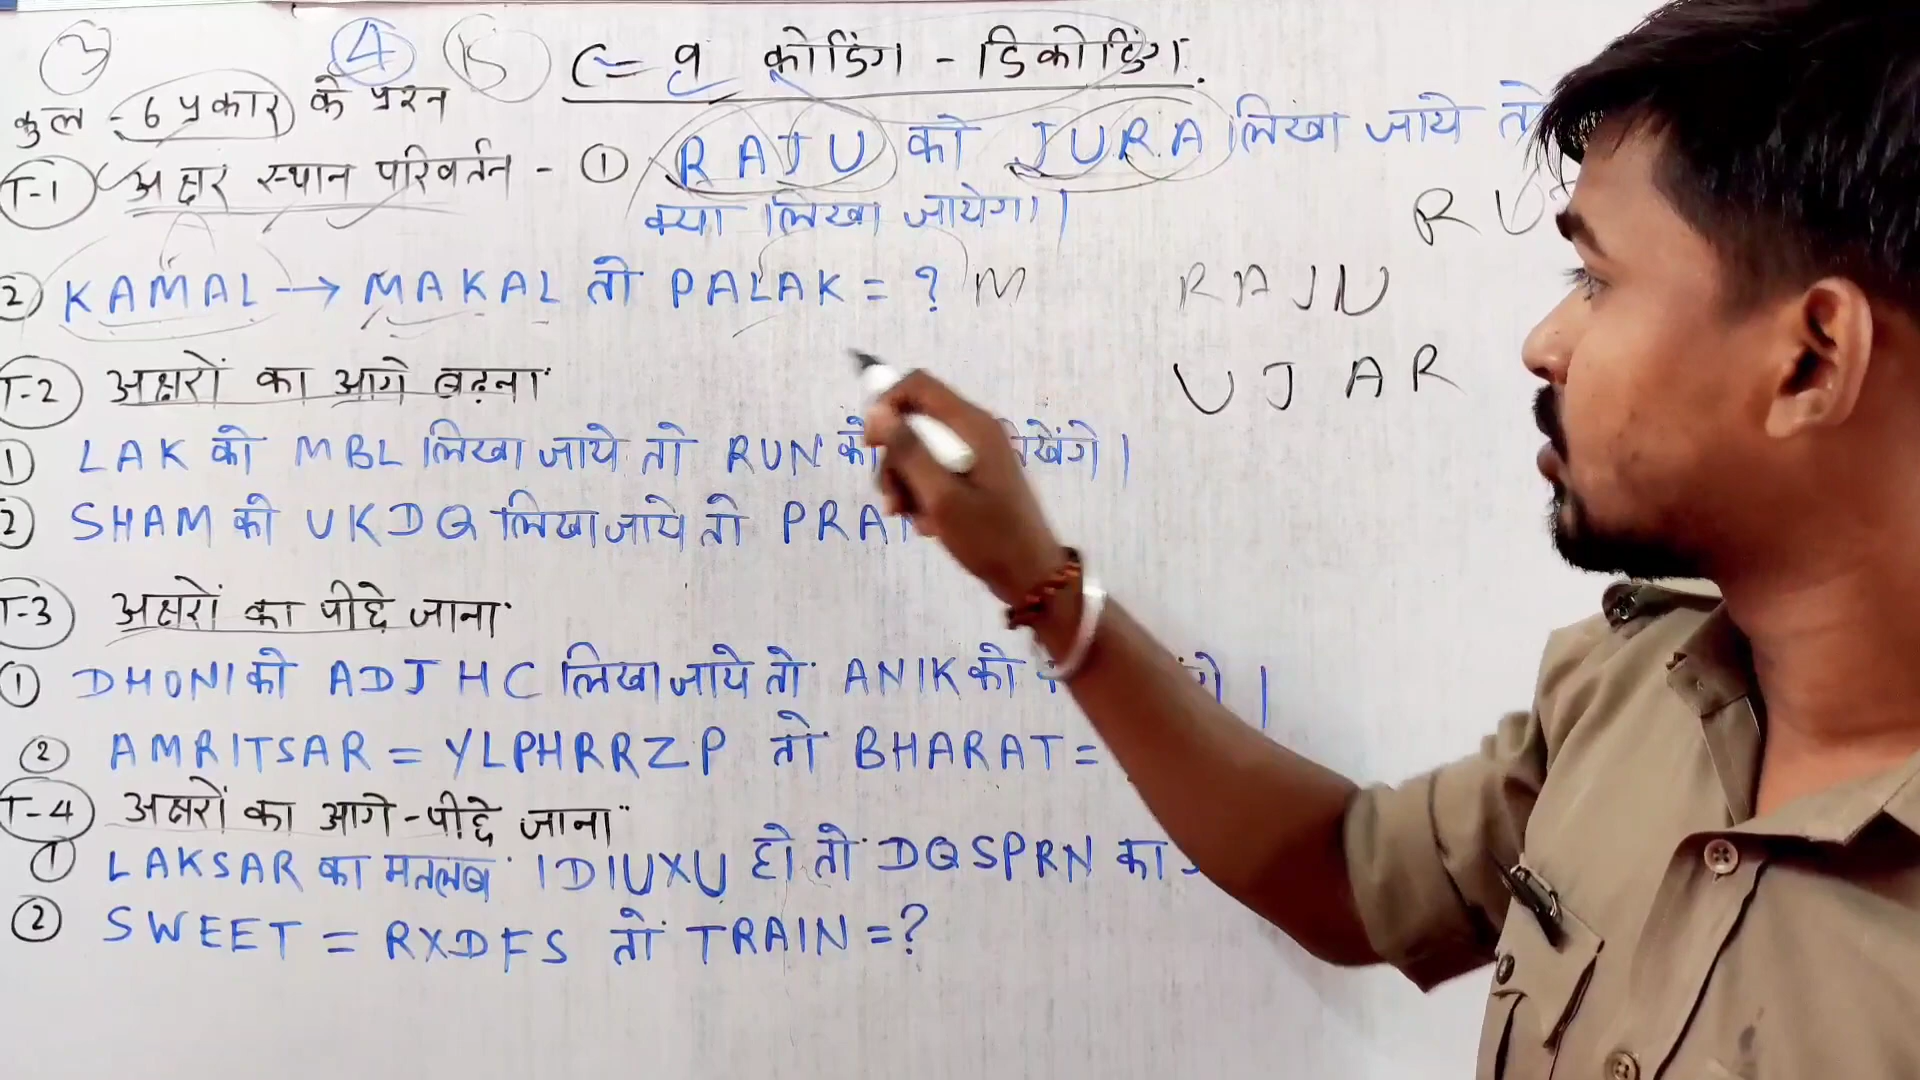 3 4 15 C = 9 कोडिंग - डिकोडिंग.
कुल - 6 प्रकार के प्रश्न
T-1 अक्षर स्थान परिवर्तन - ① RAJU को JURA लिखा जाये तो
क्या लिखा जायेगा। RU
② KAMAL → MAKAL तो PALAK = ? M RAJU
T-2 अक्षरों का आगे बढ़ना UJAR
① LAK को MBL लिखा जाये तो RUN को
② SHAM को UKDQ लिखा जाये तो
T-3 अक्षरों का पीछे जाना
① DHONI को ADJHC लिखा जाये तो ANIK को
② AMRITSAR = YLPHRRZP तो BHARAT =
T-4 अक्षरों का आगे - पीछे जाना
① LAKSAR का मतलब IDIUXU हो तो DQSPRN का
② SWEET = RXDFS तो TRAIN = ?